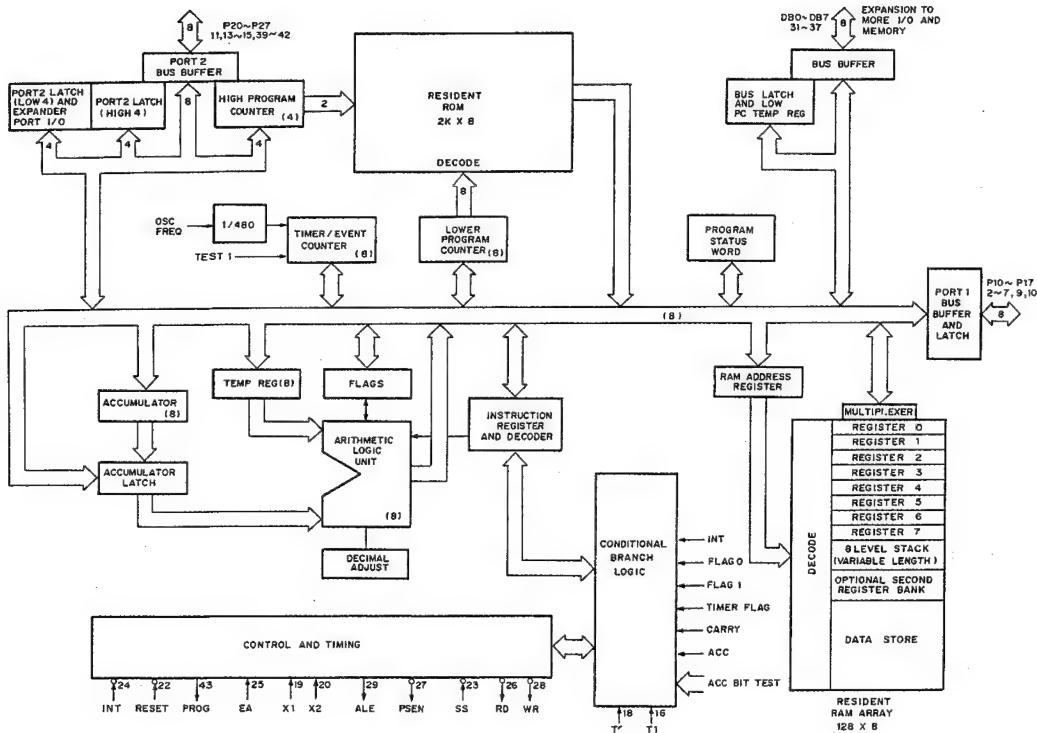 P20~P27
11,13~15,39~42
8
PORT 2
BUS BUFFER
PORT2 LATCH
(LOW 4) AND
EXPANDER
PORT I/O
PORT2 LATCH
(HIGH 4)
8
HIGH PROGRAM
COUNTER
(4)
2
4
4
4
RESIDENT
ROM
2K X 8
DECODE
8
DB0~DB7
31~37
8
EXPANSION TO
MORE I/O AND
MEMORY
BUS BUFFER
BUS LATCH
AND LOW
PC TEMP REG
OSC
FREQ
1/480
TEST 1
TIMER/EVENT
COUNTER
(8)
LOWER
PROGRAM
COUNTER
(8)
PROGRAM
STATUS
WORD
(8)
PORT 1
BUS
BUFFER
AND
LATCH
P10~P17
2~7,9,10
8
ACCUMULATOR
(8)
ACCUMULATOR
LATCH
TEMP REG(8)
FLAGS
ARITHMETIC
LOGIC
UNIT
(8)
DECIMAL
ADJUST
INSTRUCTION
REGISTER
AND DECODER
RAM ADDRESS
REGISTER
MULTIPLEXER
DECODE
REGISTER 0
REGISTER 1
REGISTER 2
REGISTER 3
REGISTER 4
REGISTER 5
REGISTER 6
REGISTER 7
8 LEVEL STACK
(VARIABLE LENGTH)
OPTIONAL SECOND
REGISTER BANK
DATA STORE
RESIDENT
RAM ARRAY
128 X 8
CONDITIONAL
BRANCH
LOGIC
INT
FLAG 0
FLAG 1
TIMER FLAG
CARRY
ACC
ACC BIT TEST
18
16
T1
CONTROL AND TIMING
24
22
43
25
19
20
29
27
23
26
28
INT
RESET
PROG
EA
X1
X2
ALE
PSEN
SS
RD
WR